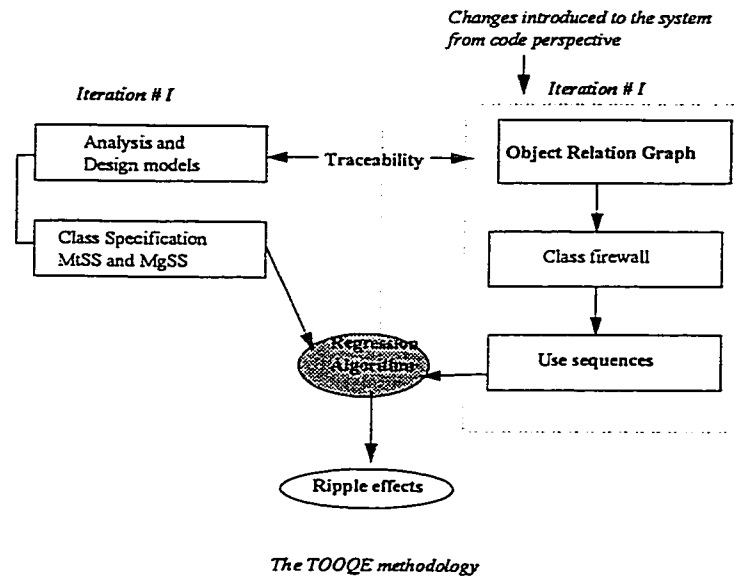 Changes introduced to the system
from code perspective
Iteration # I
Iteration # I
Analysis and
Design models
Traceability
Object Relation Graph
Class Specification
MtSS and MgSS
Class firewall
Regression
Algorithm
Use sequences
Ripple effects
The TOOQE methodology